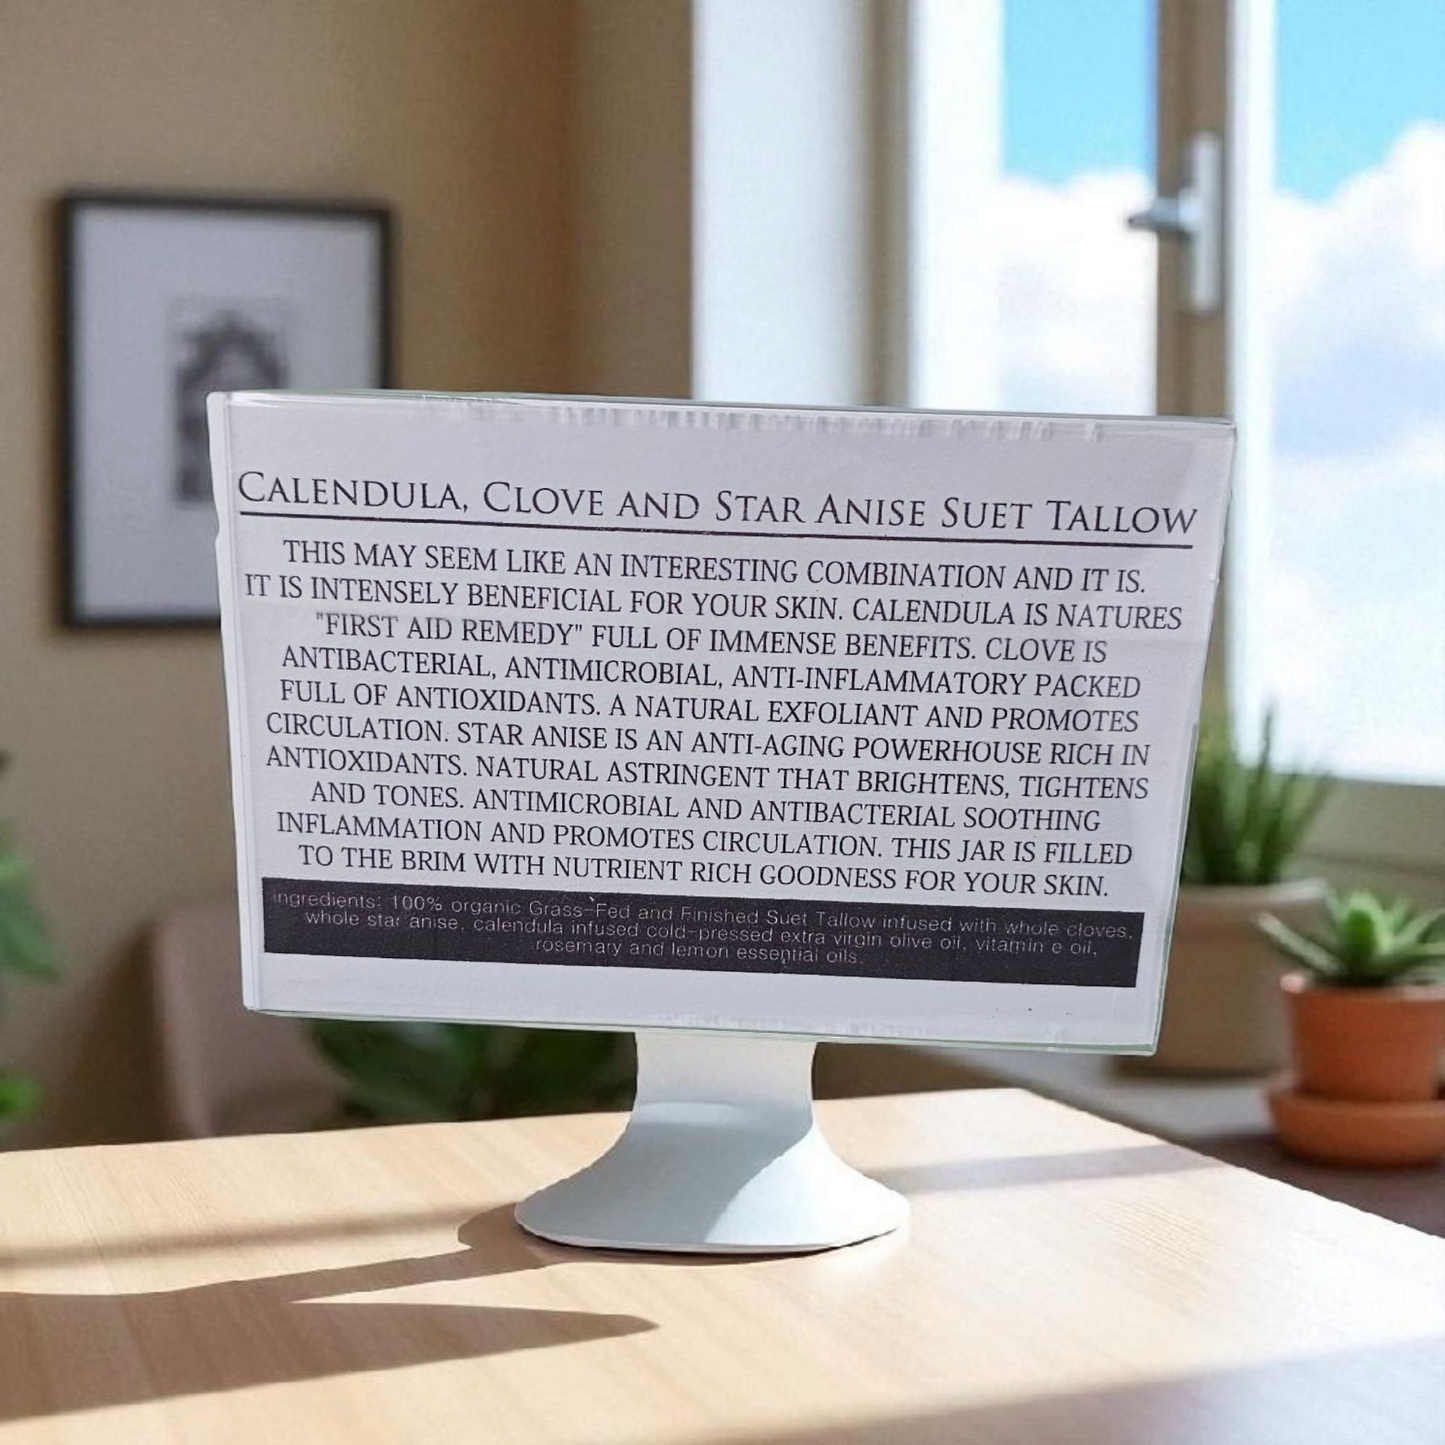 CALENDULA, CLOVE AND STAR ANISE SUET TALLOW
THIS MAY SEEM LIKE AN INTERESTING COMBINATION AND IT IS.
IT IS INTENSELY BENEFICIAL FOR YOUR SKIN. CALENDULA IS NATURES
"FIRST AID REMEDY" FULL OF IMMENSE BENEFITS. CLOVE IS
ANTIBACTERIAL, ANTIMICROBIAL, ANTI-INFLAMMATORY PACKED
FULL OF ANTIOXIDANTS. A NATURAL EXFOLIANT AND PROMOTES
CIRCULATION. STAR ANISE IS AN ANTI-AGING POWERHOUSE RICH IN
ANTIOXIDANTS. NATURAL ASTRINGENT THAT BRIGHTENS, TIGHTENS
AND TONES. ANTIMICROBIAL AND ANTIBACTERIAL SOOTHING
INFLAMMATION AND PROMOTES CIRCULATION. THIS JAR IS FILLED
TO THE BRIM WITH NUTRIENT RICH GOODNESS FOR YOUR SKIN.
ingredients: 100% organic Grass-Fed and Finished Suet Tallow infused with whole cloves,
whole star anise, calendula infused cold-pressed extra virgin olive oil, vitamin e oil,
rosemary and lemon essential oils.